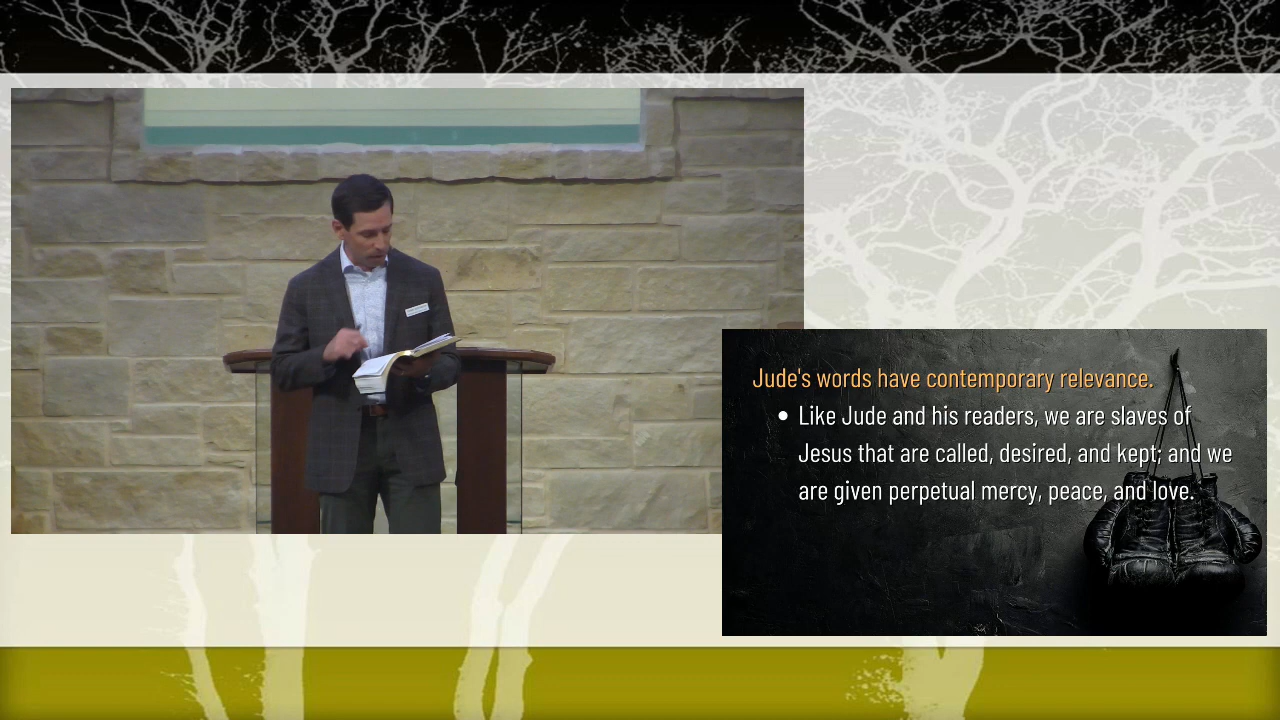 Jude's words have contemporary relevance.
• Like Jude and his readers, we are slaves of
Jesus that are called, desired, and kept; and we
are given perpetual mercy, peace, and love.